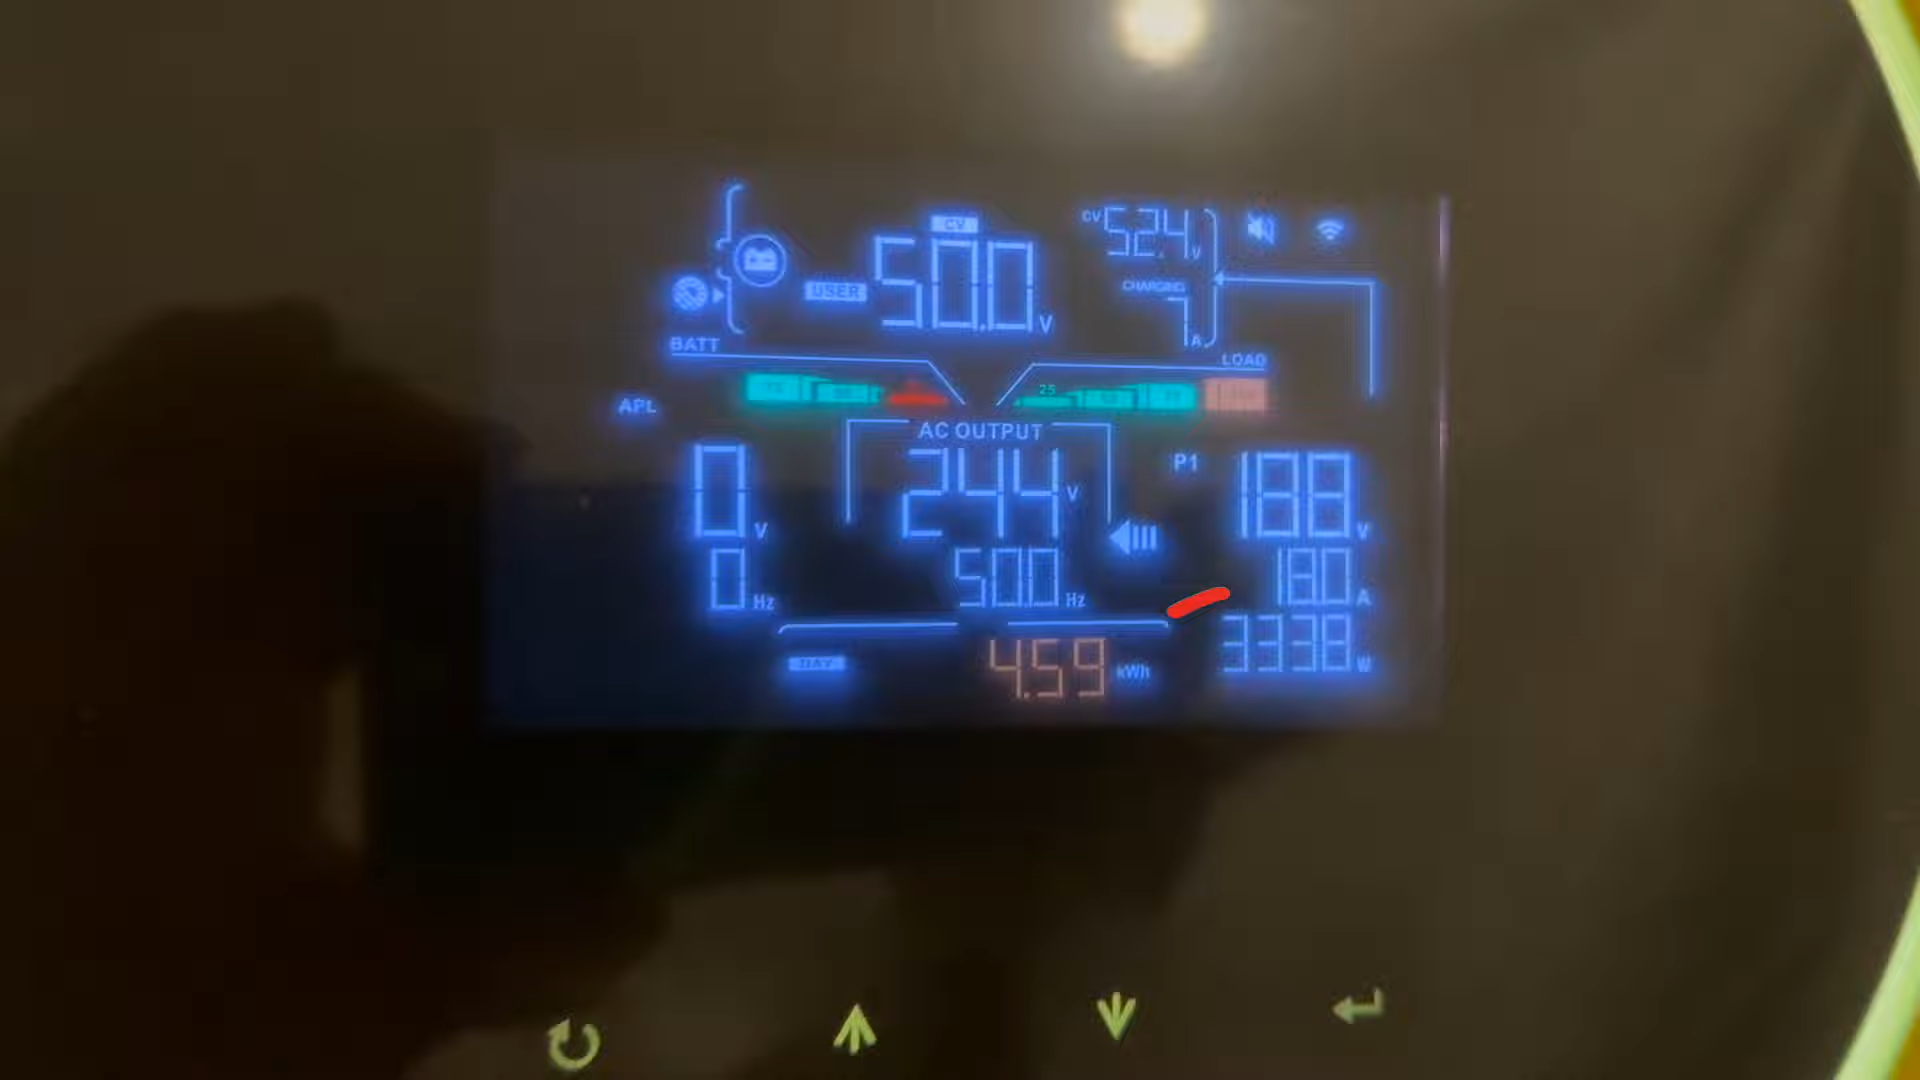 CV
USER 50.0 V
CV 52.4 V
CHARGING
A
BATT
LOAD
25
APL
AC OUTPUT
0 V
244 V
P1
188 V
0 Hz
50.0 Hz
A
3338 W
DAY
4.59 kWh